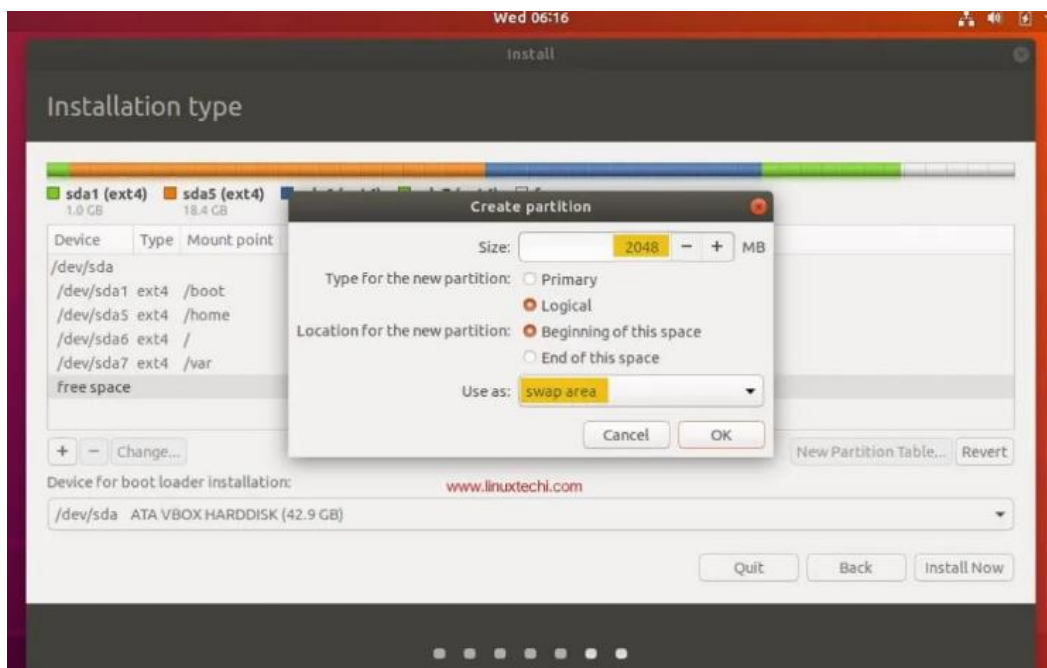 Wed 06:16
Install
Installation type
sda1 (ext4) sda5 (ext4)
1.0 GB 18.4 GB
Create partition
Size: 2048 - + MB
Type for the new partition: Primary
Logical
Location for the new partition: Beginning of this space
End of this space
Use as: swap area
Cancel OK
Device Type Mount point
/dev/sda
/dev/sda1 ext4 /boot
/dev/sda5 ext4 /home
/dev/sda6 ext4 /
/dev/sda7 ext4 /var
free space
+ - Change... New Partition Table... Revert
Device for boot loader installation:
www.linuxtechi.com
/dev/sda ATA VBOX HARDDISK (42.9 GB)
Quit Back Install Now